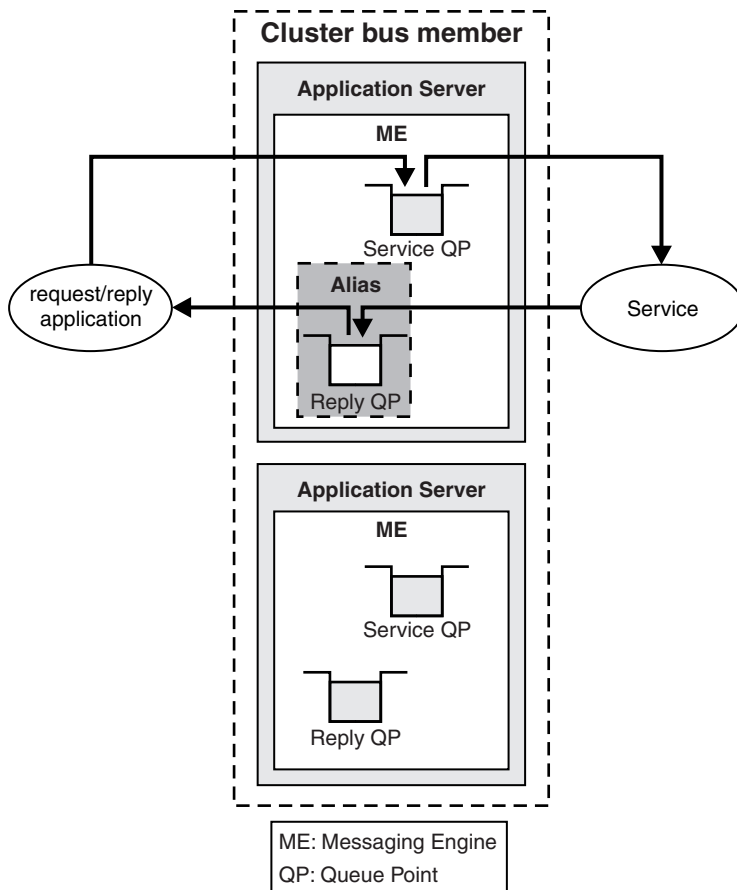 Cluster bus member
Application Server
ME
Service QP
Alias
request/reply
application
Service
Reply QP
Application Server
ME
Service QP
Reply QP
ME: Messaging Engine
QP: Queue Point